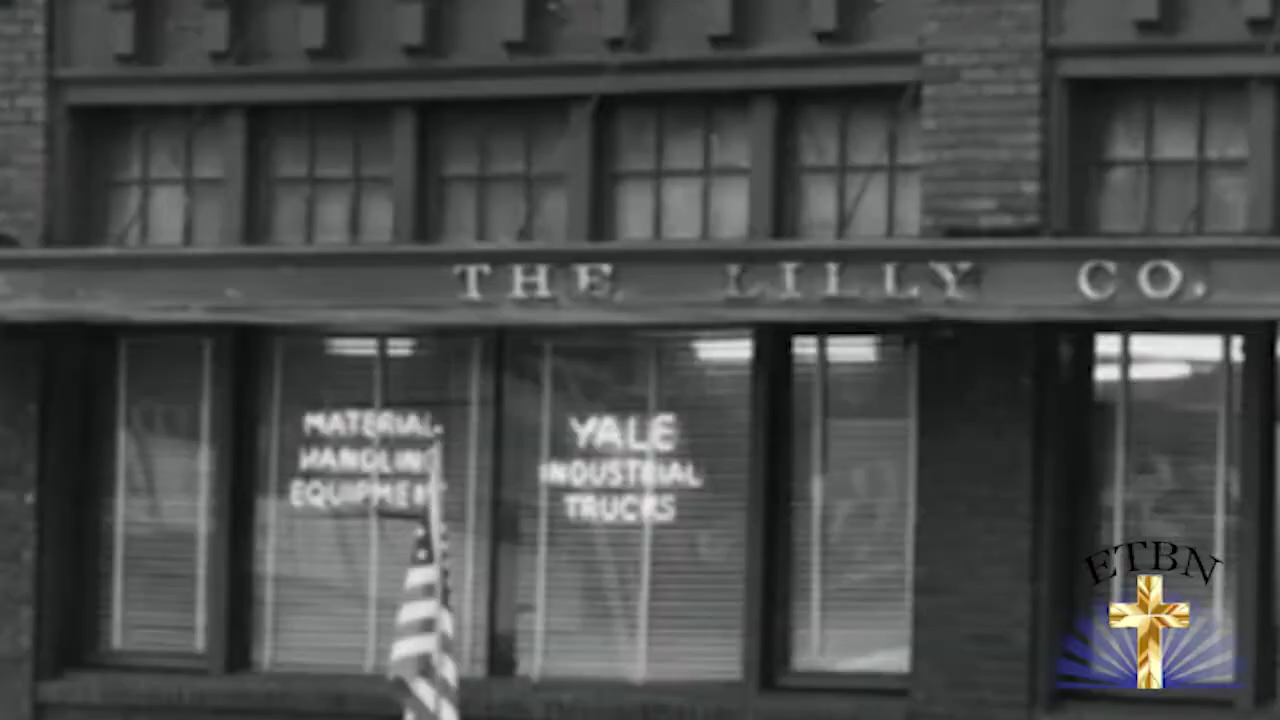 THE LILLY CO.
MATERIAL
HANDLING
EQUIPMENT
YALE
INDUSTRIAL
TRUCKS
ETBN